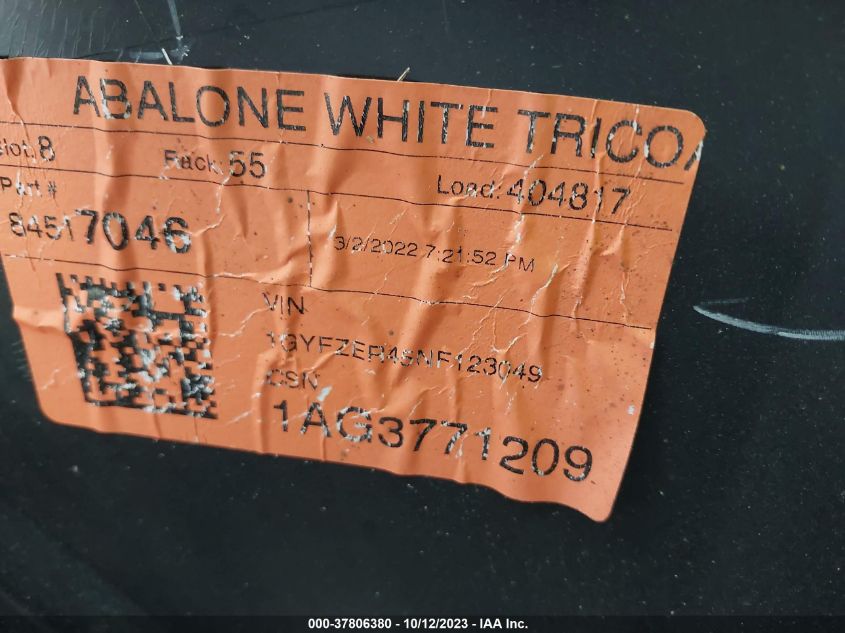 ABALONE WHITE TRICOA
Slot: 8 Rack: 55 Load: 404817
Part #
84517046
3/2/2022 7:21:52 PM
VIN
1GYFZER48NF123049
CSN
1AG3771209
000-37806380 - 10/12/2023 - IAA Inc.